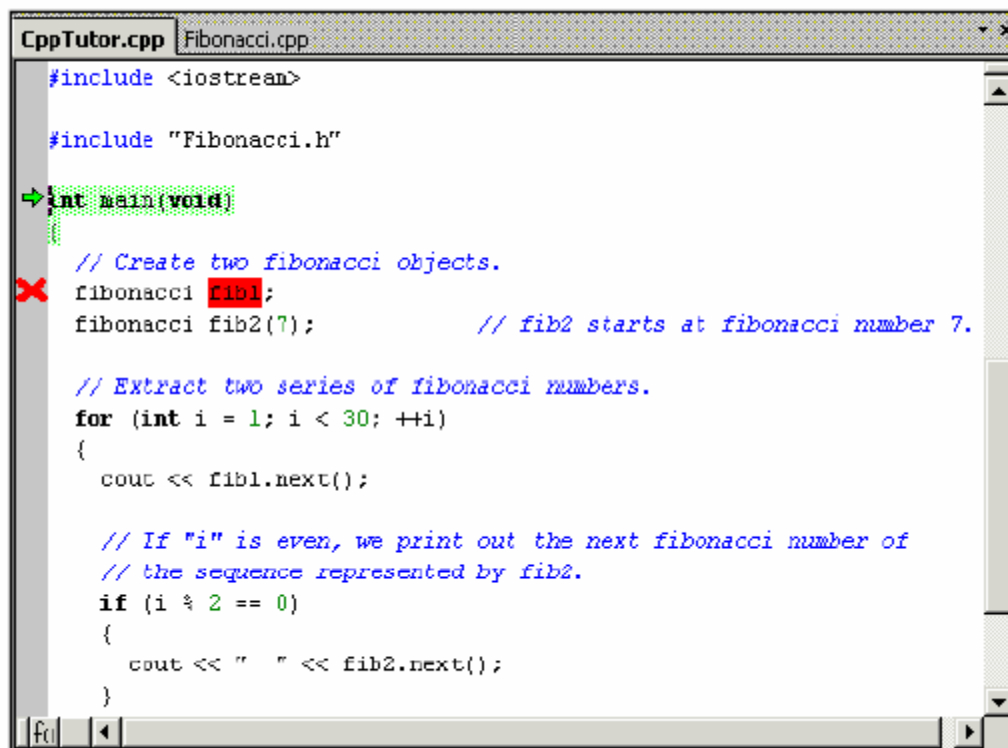 CppTutor.cpp Fibonacci.cpp
#include <iostream>
#include "Fibonacci.h"
int main(void)
{
// Create two fibonacci objects.
fibonacci fib1;
fibonacci fib2(7); // fib2 starts at fibonacci number 7.
// Extract two series of fibonacci numbers.
for (int i = 1; i < 30; ++i)
{
cout << fib1.next();
// If "i" is even, we print out the next fibonacci number of
// the sequence represented by fib2.
if (i % 2 == 0)
{
cout << "  " << fib2.next();
}